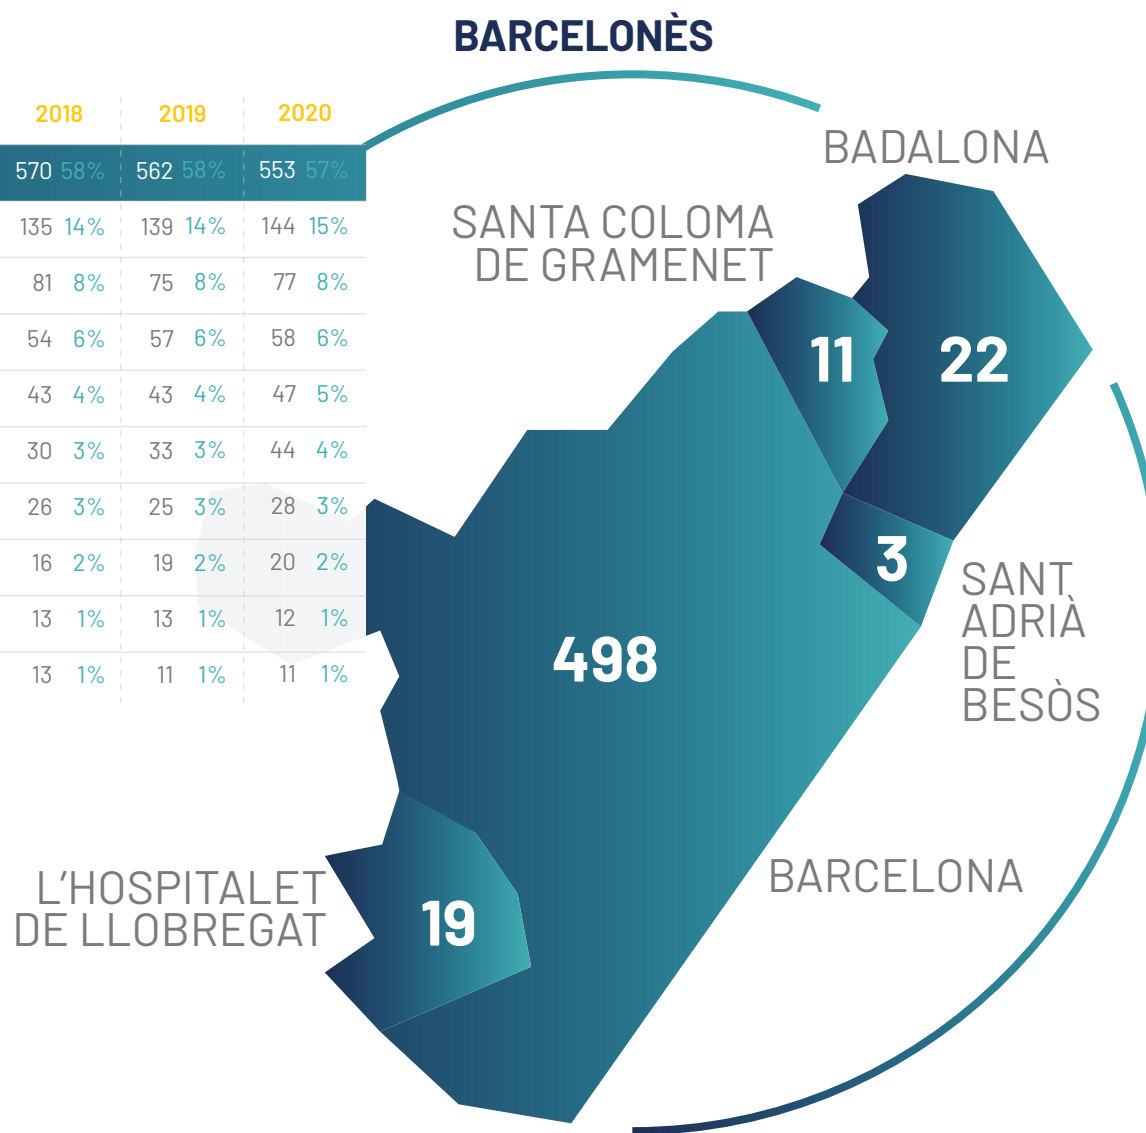 BARCELONÈS
2018 2019 2020
570 58% 562 58% 553 57%
135 14% 139 14% 144 15%
81 8% 75 8% 77 8%
54 6% 57 6% 58 6%
43 4% 43 4% 47 5%
30 3% 33 3% 44 4%
26 3% 25 3% 28 3%
16 2% 19 2% 20 2%
13 1% 13 1% 12 1%
13 1% 11 1% 11 1%
BADALONA
SANTA COLOMA
DE GRAMENET
11
22
3
SANT
ADRIÀ
DE
BESÒS
498
BARCELONA
L’HOSPITALET
DE LLOBREGAT
19